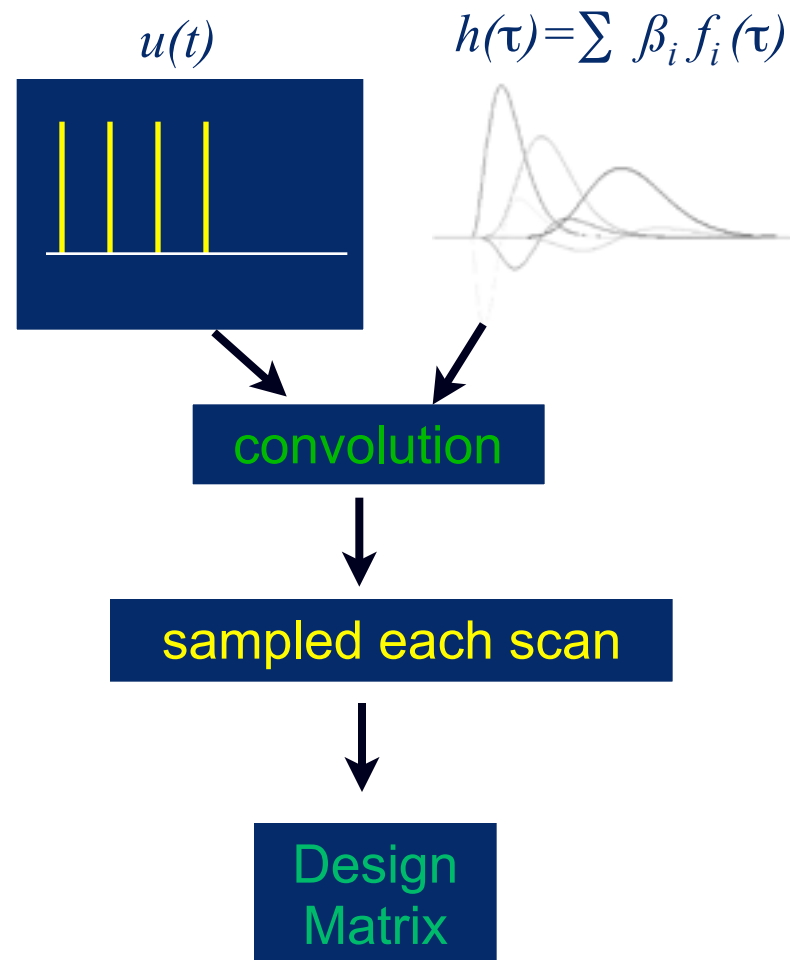 u(t)
h(τ)=∑ βᵢ fᵢ (τ)
convolution
sampled each scan
Design
Matrix